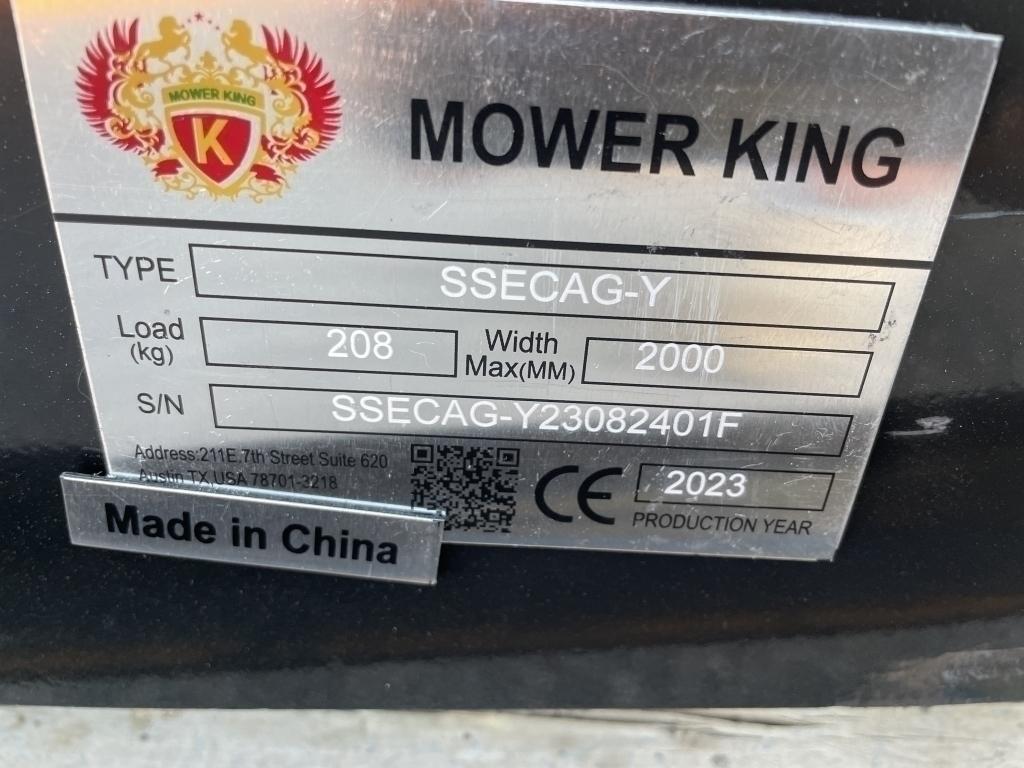 MOWER KING
K
MOWER KING
TYPE SSECAG-Y
Load (kg) 208 Width Max(MM) 2000
S/N SSECAG-Y23082401F
Address:211E 7th Street Suite 620
Austin TX,USA 78701-3218
CE 2023
PRODUCTION YEAR
Made in China